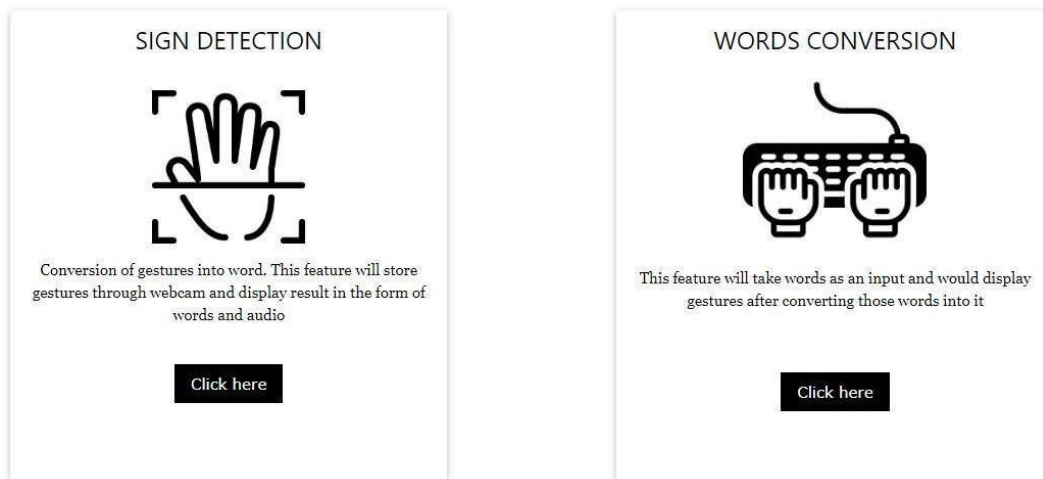 SIGN DETECTION
Conversion of gestures into word. This feature will store
gestures through webcam and display result in the form of
words and audio
Click here
WORDS CONVERSION
This feature will take words as an input and would display
gestures after converting those words into it
Click here